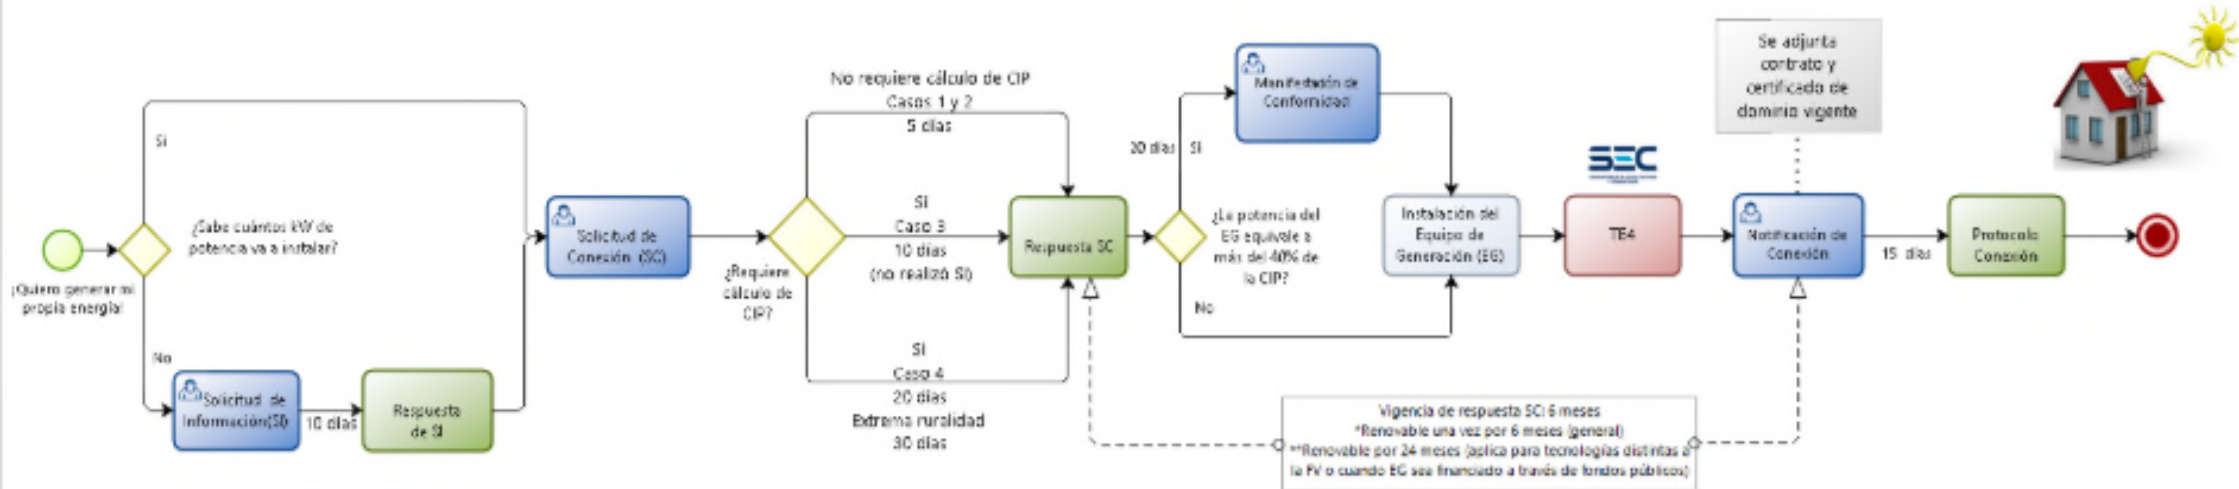 ¡Quiero generar mi
propia energía!
¿Sabe cuántos kW de
potencia va a instalar?
Si
No
Solicitud de
Información(SI)
10 días
Respuesta
de SI
Solicitud de
Conexión (SC)
¿Requiere
cálculo de
CIP?
No requiere cálculo de CIP
Casos 1 y 2
5 días
Si
Caso 3
10 días
(no realizó SI)
Si
Caso 4
20 días
Extrema ruralidad
30 días
Respuesta SC
20 días
Si
¿La potencia del
EG equivale a
más del 40% de
la CIP?
No
Manifestación de
Conformidad
Instalación del
Equipo de
Generación (EG)
SEC
TE4
Se adjunta
contrato y
certificado de
dominio vigente
Notificación de
Conexión
15 días
Protocolo
Conexión
Vigencia de respuesta SC: 6 meses
*Renovable una vez por 6 meses (general)
**Renovable por 24 meses (aplica para tecnologías distintas a
la FV o cuando EG sea financiado a través de fondos públicos)